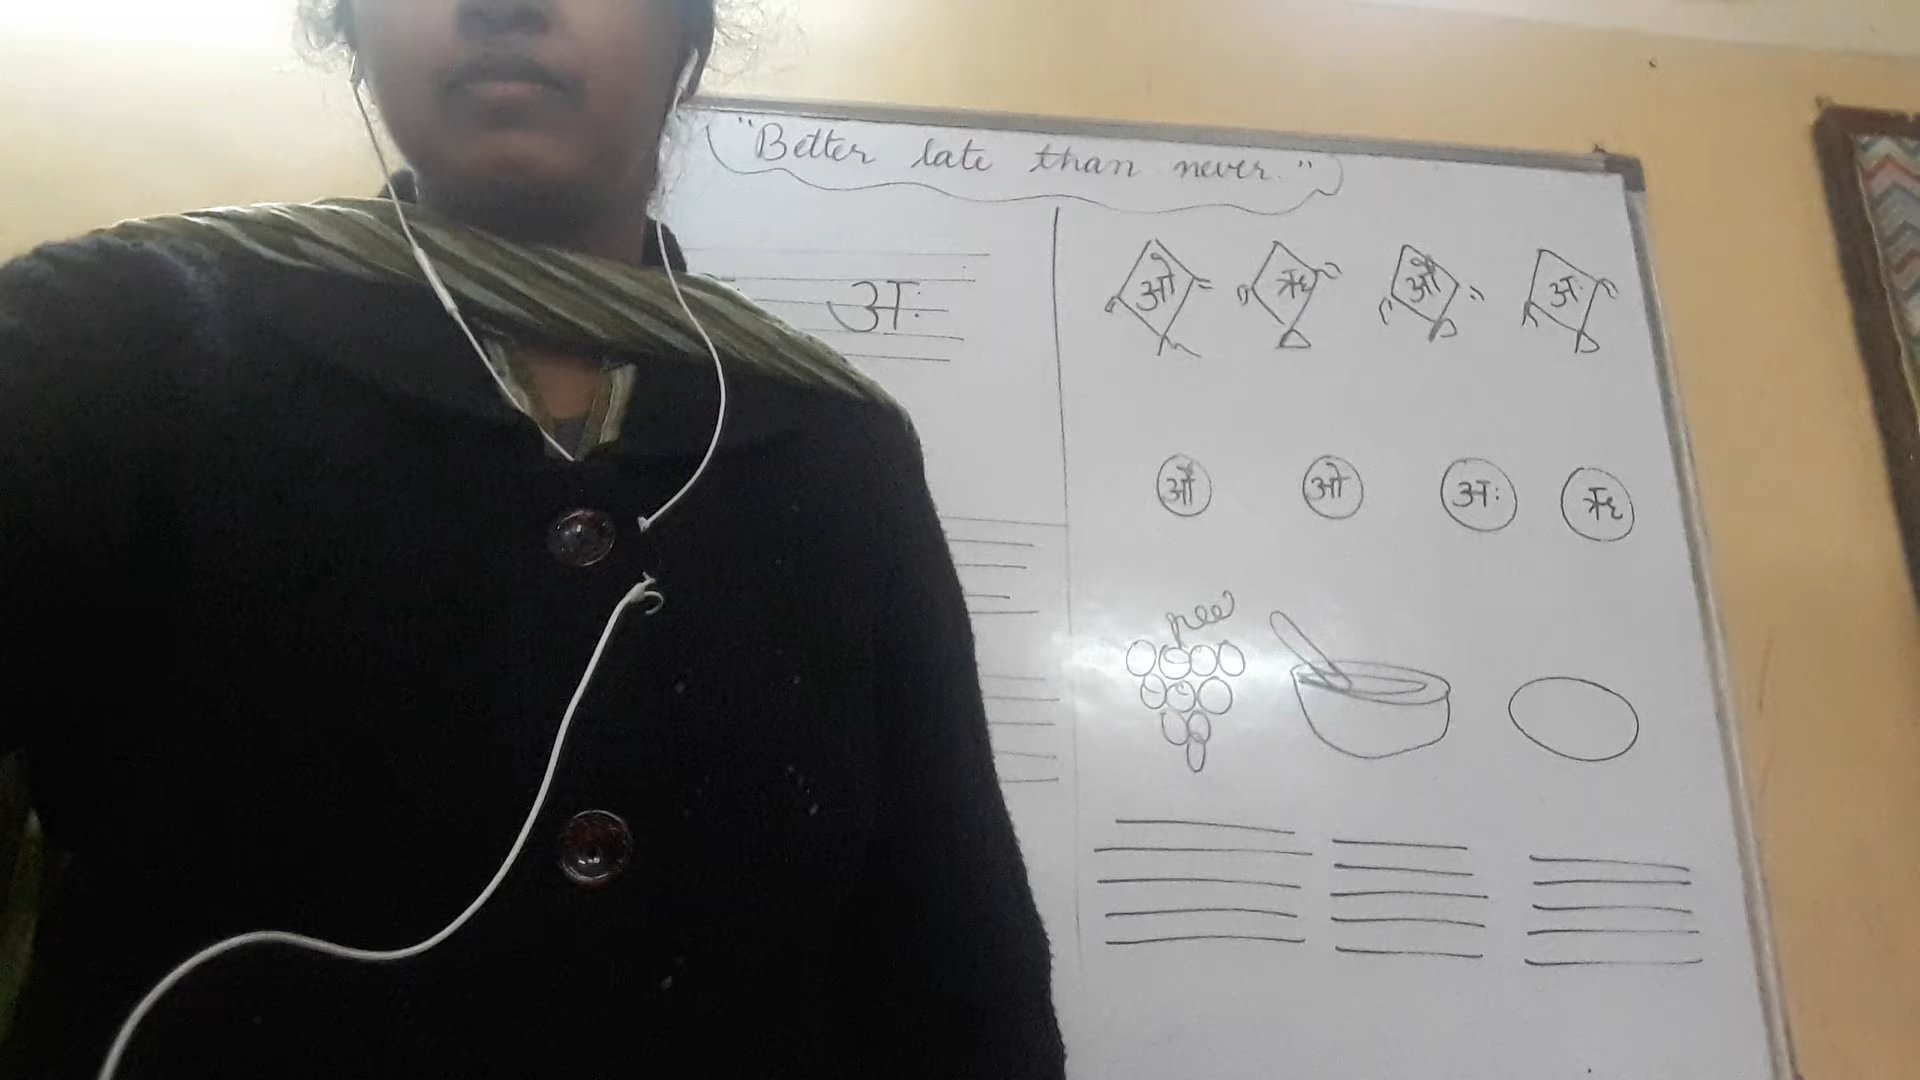 "Better late than never."
अः
ओ ऋ औ अः
औ ओ अः ऋ